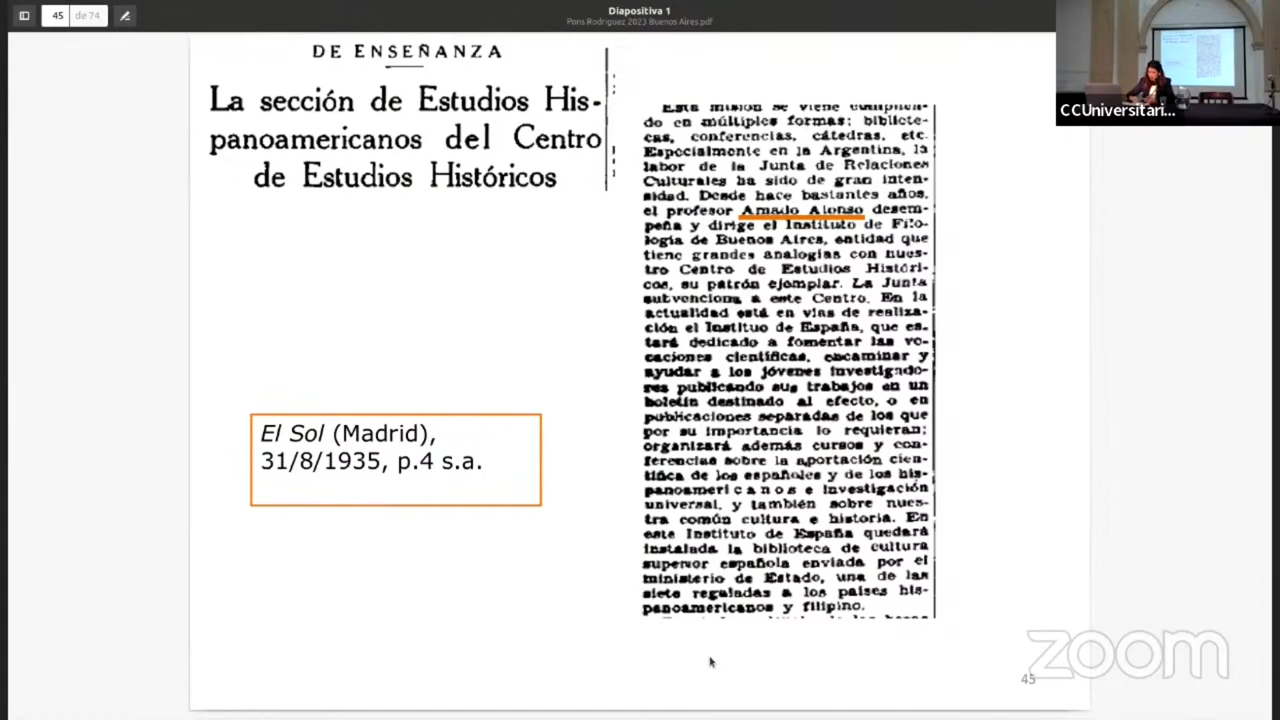 45 de 74
Diapositiva 1
Pons Rodriguez 2023 Buenos Aires.pdf
CCUniversitari...
DE ENSEÑANZA
La sección de Estudios His-
panoamericanos del Centro
de Estudios Históricos
El Sol (Madrid),
31/8/1935, p.4 s.a.
Esta misión se viene cumplien-
do en múltiples formas: bibliote-
cas, conferencias, cátedras, etc.
Especialmente en la Argentina, la
labor de la Junta de Relaciones
Culturales ha sido de gran inten-
sidad. Desde hace bastantes años,
el profesor Amado Alonso desem-
peña y dirige el Instituto de Filo-
logía de Buenos Aires, entidad que
tiene grandes analogías con nues-
tro Centro de Estudios Históri-
cos, su patrón ejemplar. La Junta
subvenciona a este Centro. En la
actualidad está en vías de realiza-
ción el Instituo de España, que es-
tará dedicado a fomentar las vo-
caciones científicas, encaminar y
ayudar a los jóvenes investigado-
res publicando sus trabajos en un
boletín destinado al efecto, o en
publicaciones separadas de los que
por su importancia lo requieran;
organizará además cursos y con-
ferencias sobre la aportación cien-
tífica de los españoles y de los his-
panoamericanos e investigación
universal, y también sobre nues-
tra común cultura e historia. En
este Instituto de España quedará
instalada la biblioteca de cultura
superior española enviada por el
ministerio de Estado, una de las
siete regaladas a los países his-
panoamericanos y filipino.
zoom
45